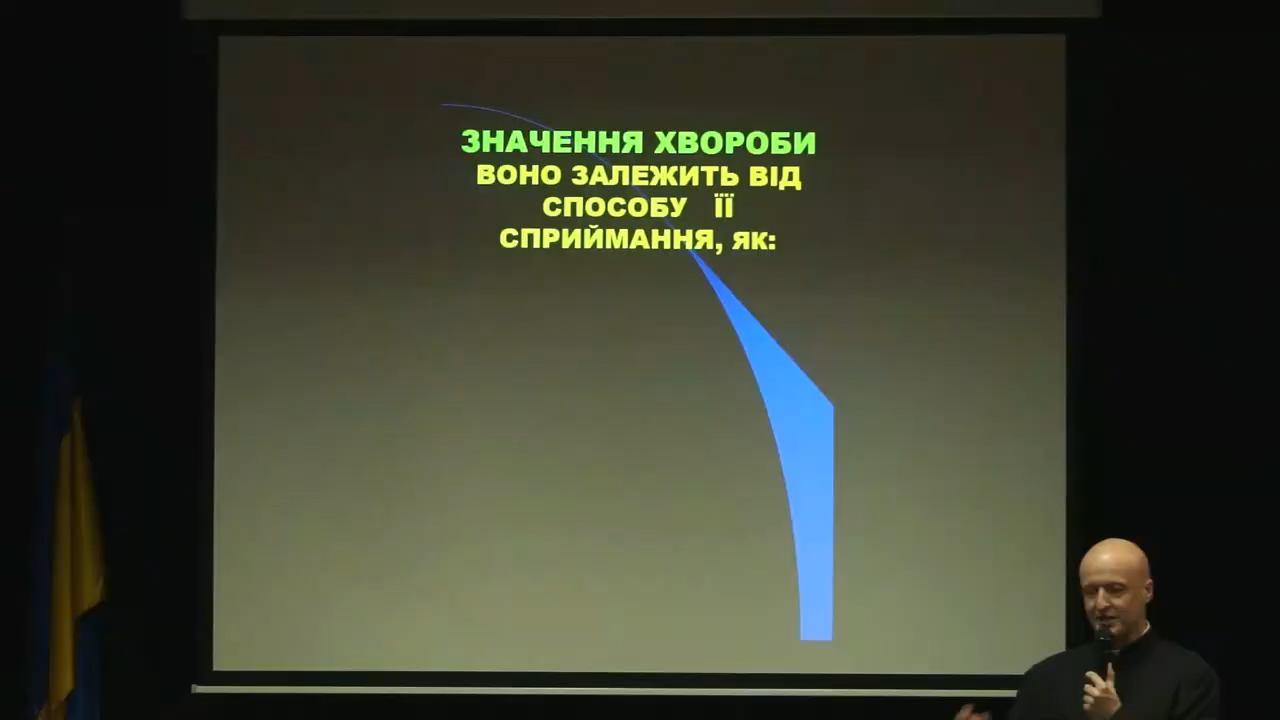 ЗНАЧЕННЯ ХВОРОБИ
ВОНО ЗАЛЕЖИТЬ ВІД
СПОСОБУ ЇЇ
СПРИЙМАННЯ, ЯК: